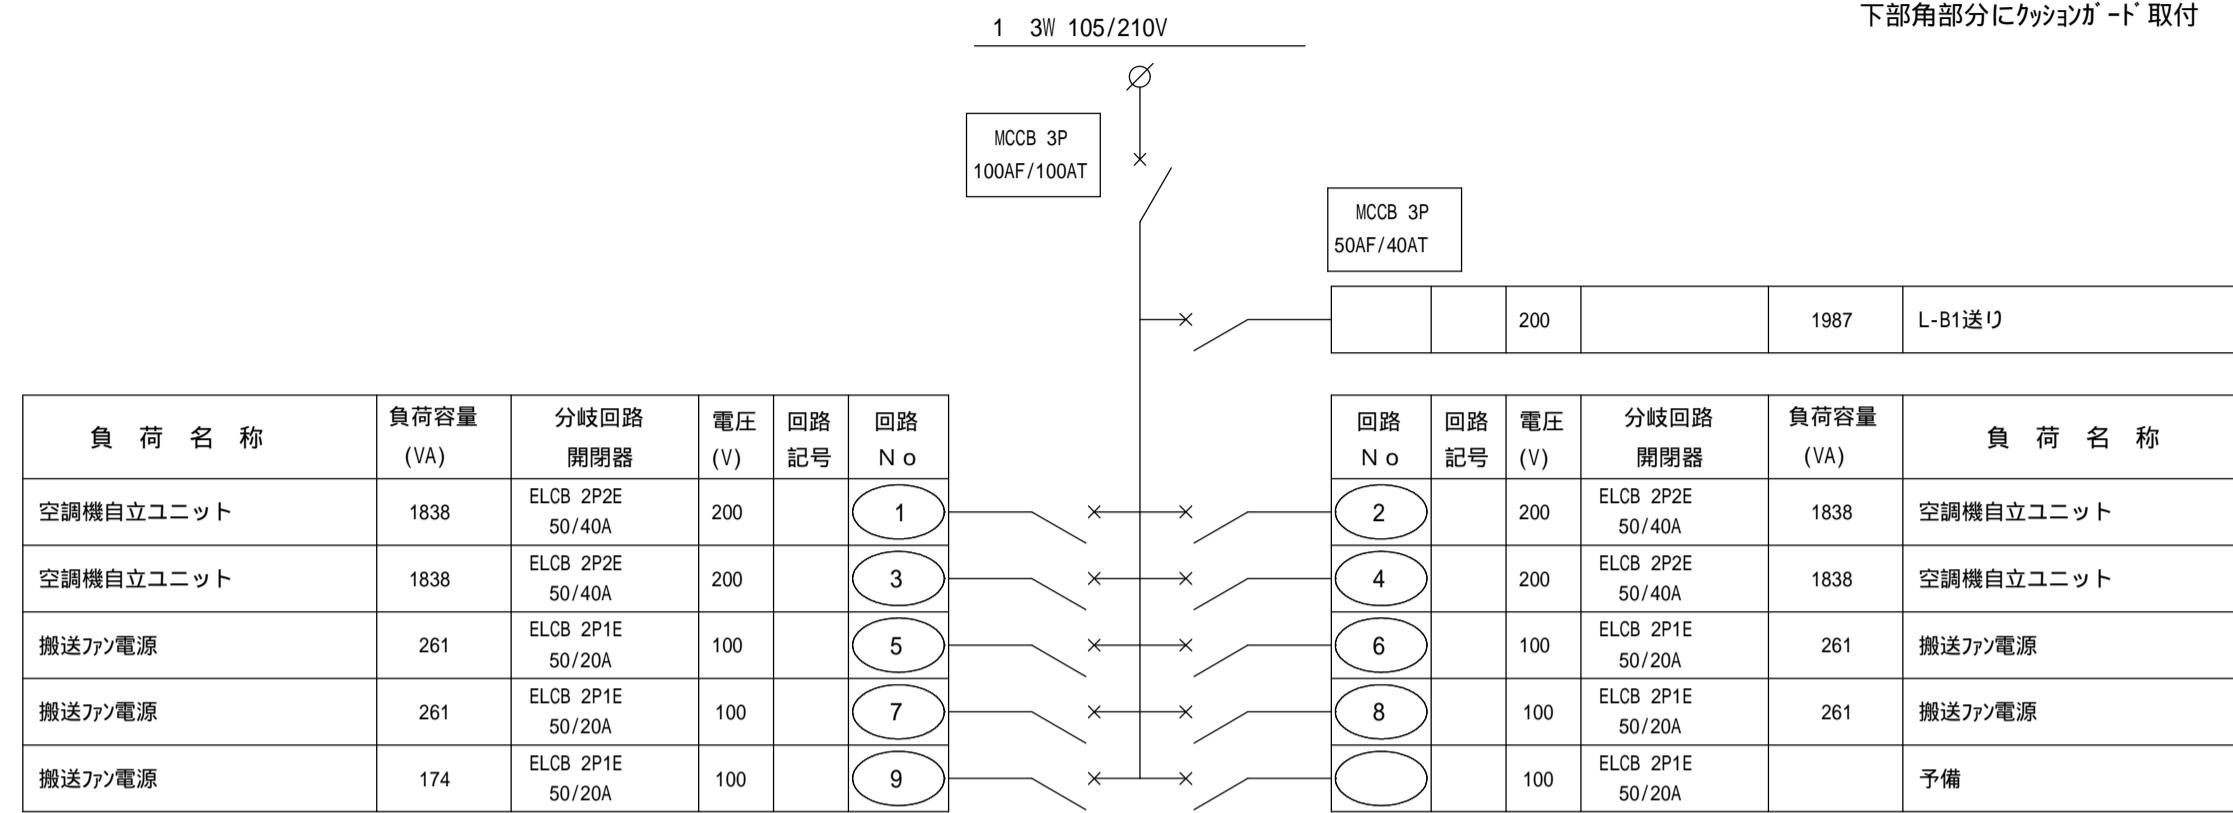 下部角部分にｸｯｼｮﾝｶﾞｰﾄﾞ取付
1 3W 105/210V
MCCB 3P
100AF/100AT
MCCB 3P
50AF/40AT
200 1987 L-B1送り
負荷名称 負荷容量(VA) 分岐回路開閉器 電圧(V) 回路記号 回路No 回路No 回路記号 電圧(V) 分岐回路開閉器 負荷容量(VA) 負荷名称
空調機自立ユニット 1838 ELCB 2P2E 50/40A 200 1 2 200 ELCB 2P2E 50/40A 1838 空調機自立ユニット
空調機自立ユニット 1838 ELCB 2P2E 50/40A 200 3 4 200 ELCB 2P2E 50/40A 1838 空調機自立ユニット
搬送ﾌｧﾝ電源 261 ELCB 2P1E 50/20A 100 5 6 100 ELCB 2P1E 50/20A 261 搬送ﾌｧﾝ電源
搬送ﾌｧﾝ電源 261 ELCB 2P1E 50/20A 100 7 8 100 ELCB 2P1E 50/20A 261 搬送ﾌｧﾝ電源
搬送ﾌｧﾝ電源 174 ELCB 2P1E 50/20A 100 9 100 ELCB 2P1E 50/20A 予備